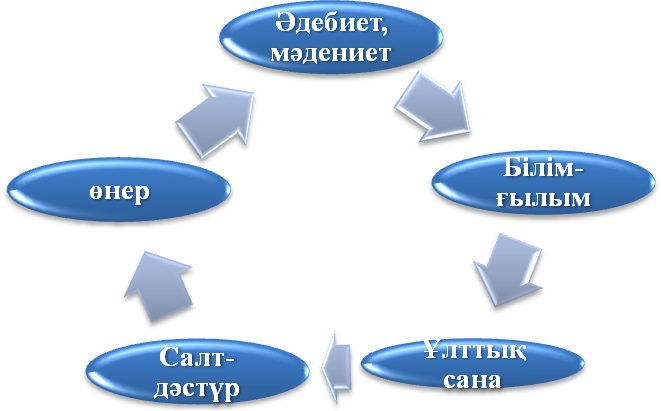 Әдебиет,
мәдениет
Білім-
ғылым
Ұлттық
сана
Салт-
дәстүр
өнер